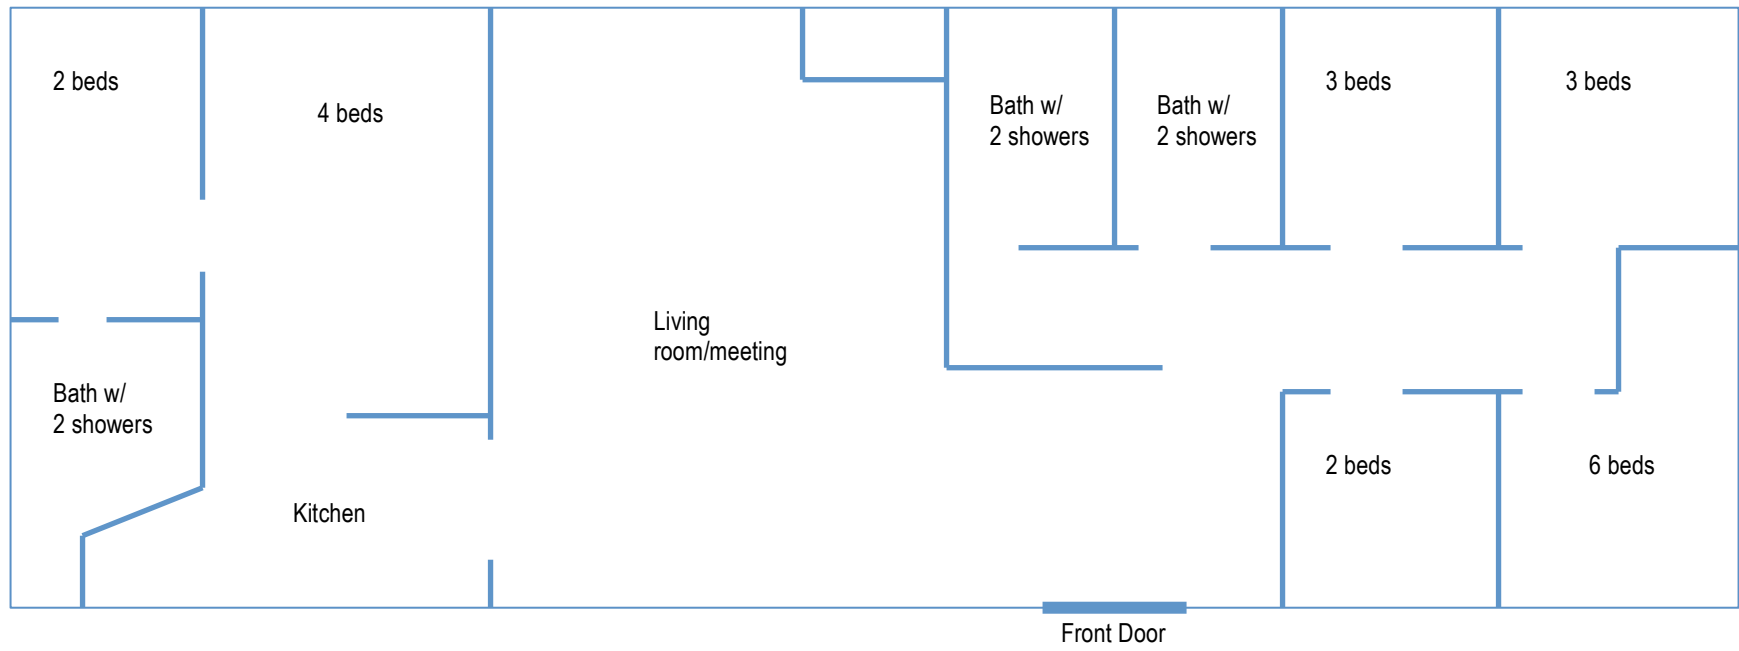 2 beds
4 beds
Bath w/
2 showers
Bath w/
2 showers
3 beds
3 beds
Living
room/meeting
Bath w/
2 showers
Kitchen
2 beds
6 beds
Front Door